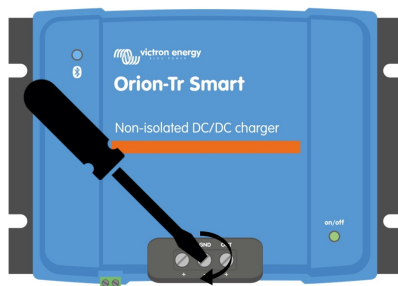 victron energy
BLUE POWER
Orion-Tr Smart
Non-isolated DC/DC charger
on/off
GND OUT
+ +